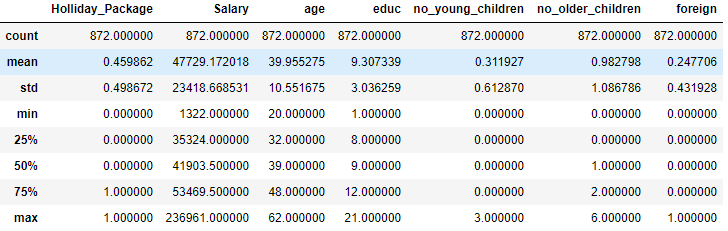 Holliday_Package Salary age educ no_young_children no_older_children foreign
count 872.000000 872.000000 872.000000 872.000000 872.000000 872.000000 872.000000
mean 0.459862 47729.172018 39.955275 9.307339 0.311927 0.982798 0.247706
std 0.498672 23418.668531 10.551675 3.036259 0.612870 1.086786 0.431928
min 0.000000 1322.000000 20.000000 1.000000 0.000000 0.000000 0.000000
25% 0.000000 35324.000000 32.000000 8.000000 0.000000 0.000000 0.000000
50% 0.000000 41903.500000 39.000000 9.000000 0.000000 1.000000 0.000000
75% 1.000000 53469.500000 48.000000 12.000000 0.000000 2.000000 0.000000
max 1.000000 236961.000000 62.000000 21.000000 3.000000 6.000000 1.000000